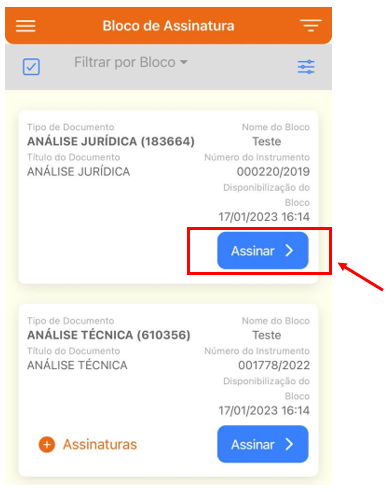 Bloco de Assinatura
Filtrar por Bloco
Tipo de Documento
ANÁLISE JURÍDICA (183664)
Título do Documento
ANÁLISE JURÍDICA
Nome do Bloco
Teste
Número do Instrumento
000220/2019
Disponibilização do
Bloco
17/01/2023 16:14
Assinar
Tipo de Documento
ANÁLISE TÉCNICA (610356)
Título do Documento
ANÁLISE TÉCNICA
Nome do Bloco
Teste
Número do Instrumento
001778/2022
Disponibilização do
Bloco
17/01/2023 16:14
Assinaturas
Assinar